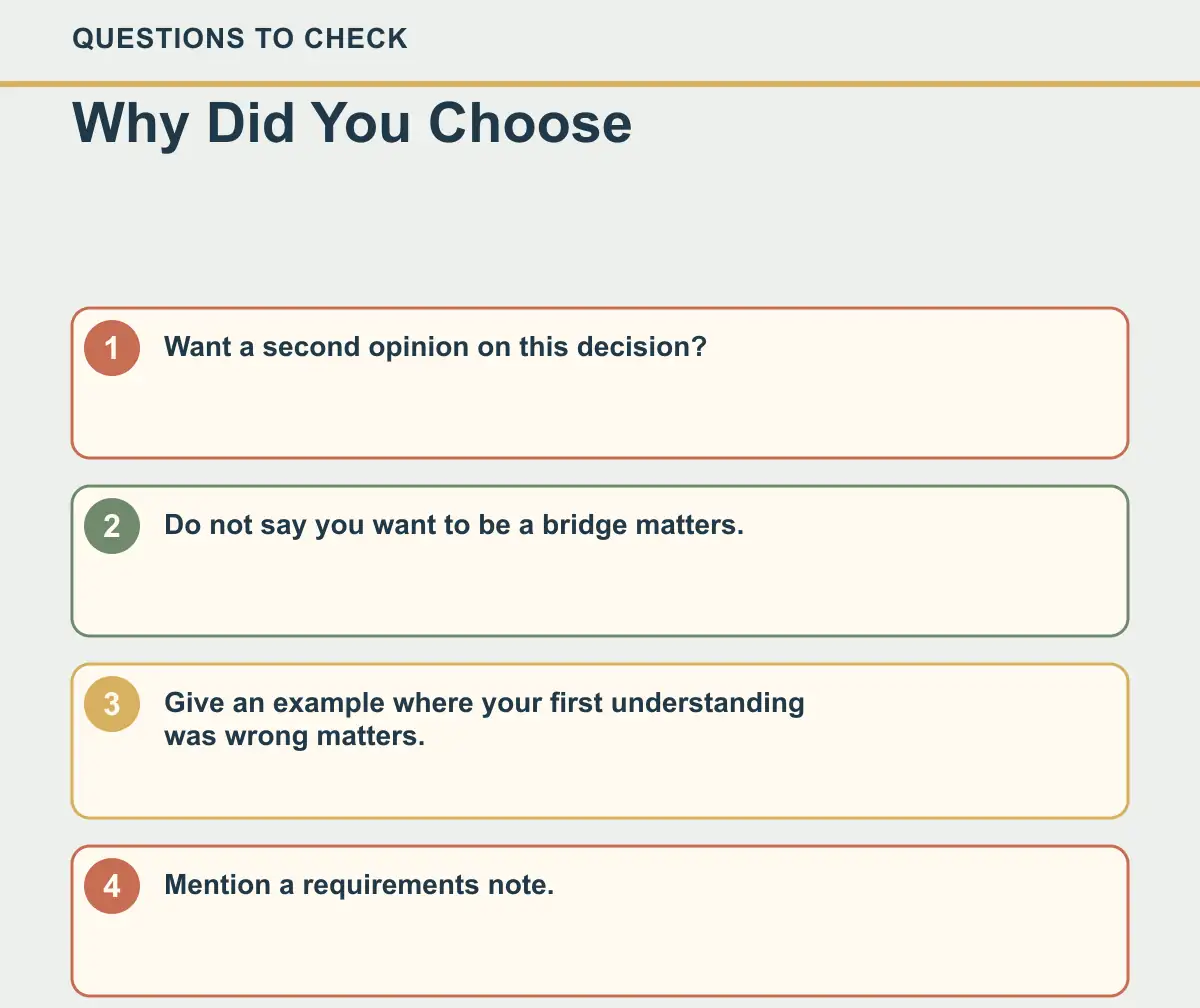 QUESTIONS TO CHECK
Why Did You Choose
1
Want a second opinion on this decision?
2
Do not say you want to be a bridge matters.
3
Give an example where your first understanding
was wrong matters.
4
Mention a requirements note.